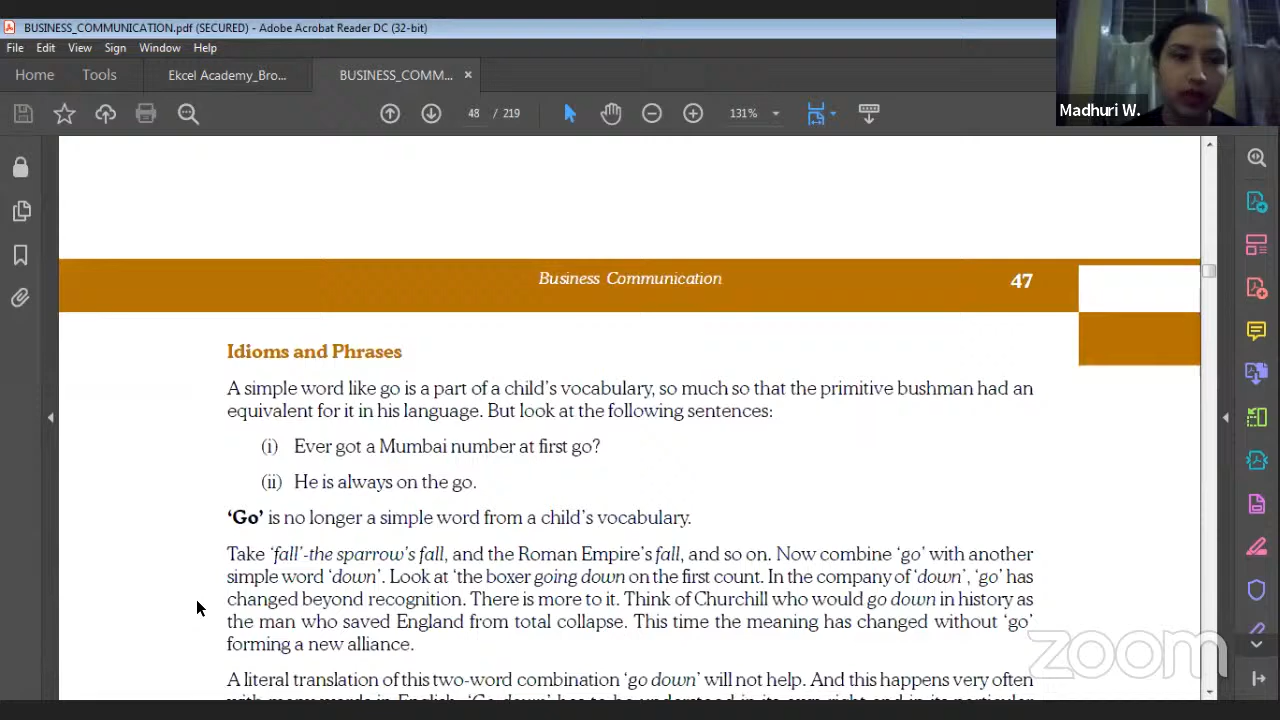 BUSINESS_COMMUNICATION.pdf (SECURED) - Adobe Acrobat Reader DC (32-bit)
File Edit View Sign Window Help
Home Tools Ekcel Academy_Bro... BUSINESS_COMM... ×
48 / 219 131%
Madhuri W.
Business Communication 47
Idioms and Phrases
A simple word like go is a part of a child's vocabulary, so much so that the primitive bushman had an
equivalent for it in his language. But look at the following sentences:
(i) Ever got a Mumbai number at first go?
(ii) He is always on the go.
'Go' is no longer a simple word from a child's vocabulary.
Take 'fall'-the sparrow's fall, and the Roman Empire's fall, and so on. Now combine 'go' with another
simple word 'down'. Look at 'the boxer going down on the first count. In the company of 'down', 'go' has
changed beyond recognition. There is more to it. Think of Churchill who would go down in history as
the man who saved England from total collapse. This time the meaning has changed without 'go'
forming a new alliance.
A literal translation of this two-word combination 'go down' will not help. And this happens very often
zoom